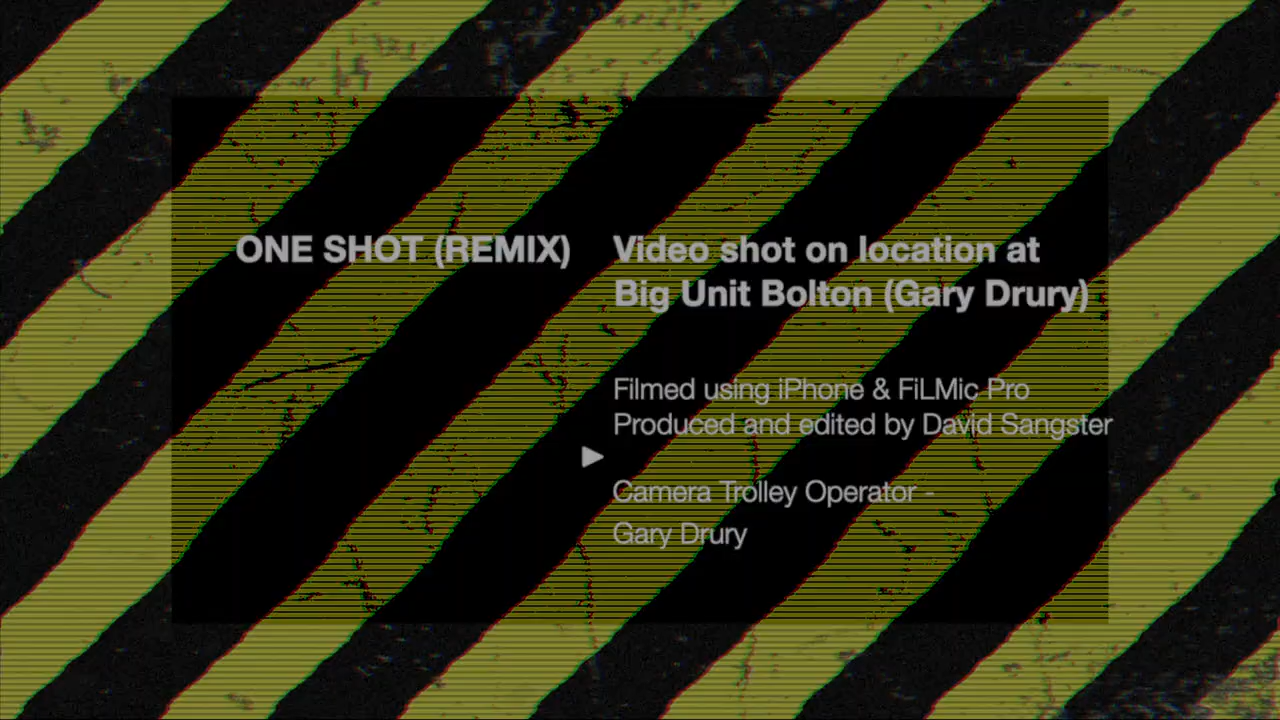 ONE SHOT (REMIX)
Video shot on location at
Big Unit Bolton (Gary Drury)
Filmed using iPhone & FiLMic Pro
Produced and edited by David Sangster
Camera Trolley Operator -
Gary Drury